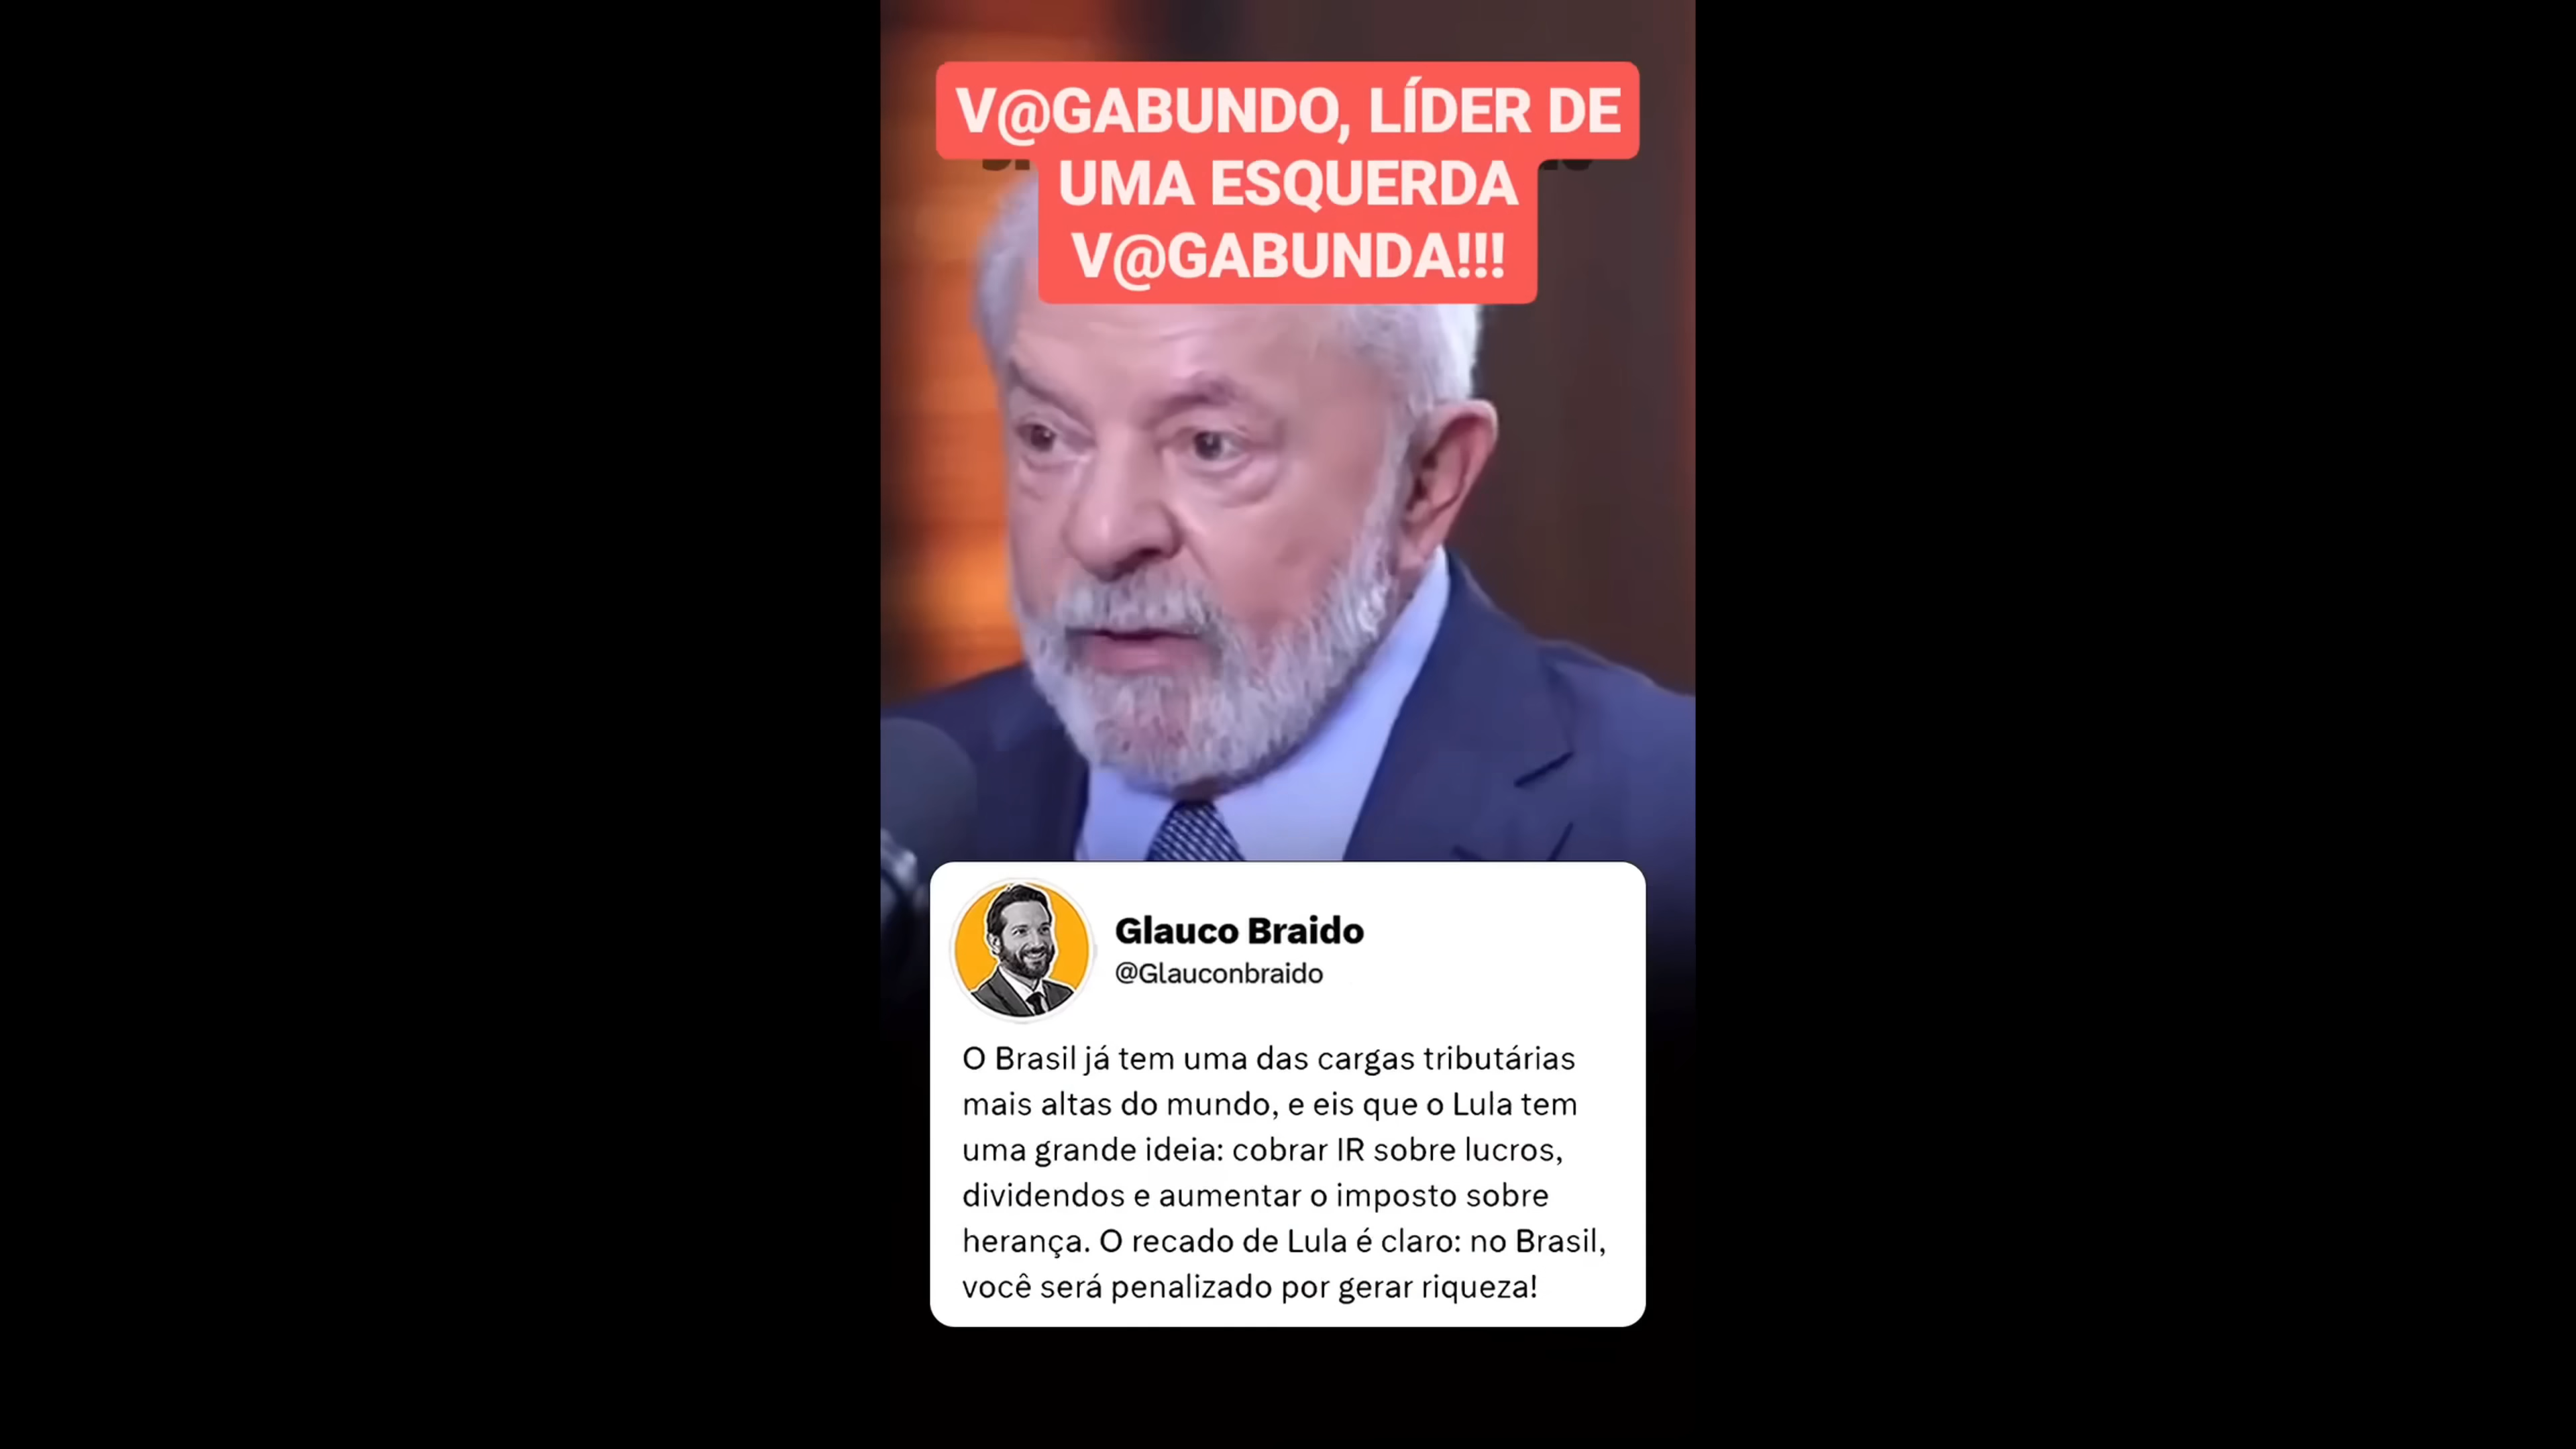 V@GABUNDO, LÍDER DE
UMA ESQUERDA
V@GABUNDA!!!
Glauco Braido
@Glauconbraido
O Brasil já tem uma das cargas tributárias
mais altas do mundo, e eis que o Lula tem
uma grande ideia: cobrar IR sobre lucros,
dividendos e aumentar o imposto sobre
herança. O recado de Lula é claro: no Brasil,
você será penalizado por gerar riqueza!